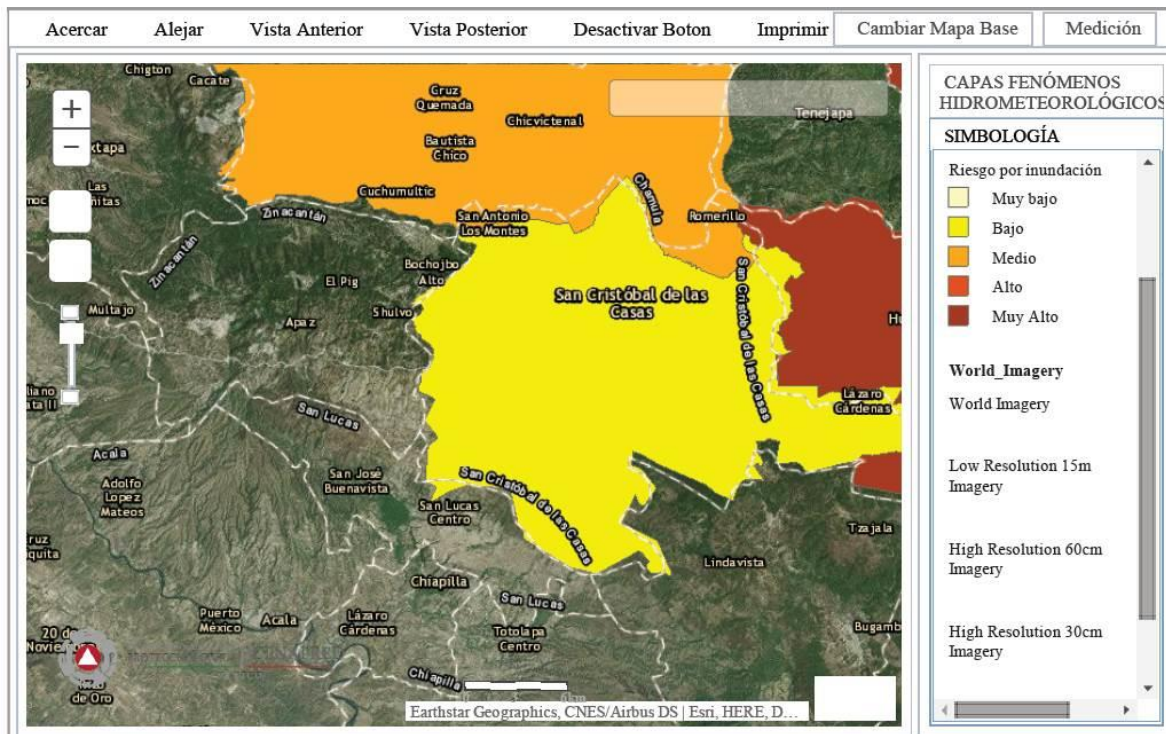 Acercar Alejar Vista Anterior Vista Posterior Desactivar Boton Imprimir Cambiar Mapa Base Medición
CAPAS FENÓMENOS
HIDROMETEOROLÓGICOS
SIMBOLOGÍA
Riesgo por inundación
Muy bajo
Bajo
Medio
Alto
Muy Alto
World_Imagery
World Imagery
Low Resolution 15m
Imagery
High Resolution 60cm
Imagery
High Resolution 30cm
Imagery
+
−
Chigton
Cacate
Cruz
Quemada
Chicvictenal
Tenejapa
Bautista
Chico
Las
Cuchumultic
Zinacantán
San Antonio
Los Montes
Chamula
Romerillo
Zinacantán
Bochojbo
Alto
El Pig
San Cristóbal de las
Casas
Multajo
Apaz
Shulvo
San Cristóbal de las Casas
Lázaro
Cárdenas
San Lucas
Acala
Adolfo
Lopez
Mateos
San José
Buenavista
San Cristóbal de las Casas
San Lucas
Centro
Tzajala
Lindavista
Chiapilla
San Lucas
Puerto
México
Acala
Lázaro
Cárdenas
Totolapa
Centro
20 de
de Oro
Chiapilla
6km
Earthstar Geographics, CNES/Airbus DS | Esri, HERE, D…